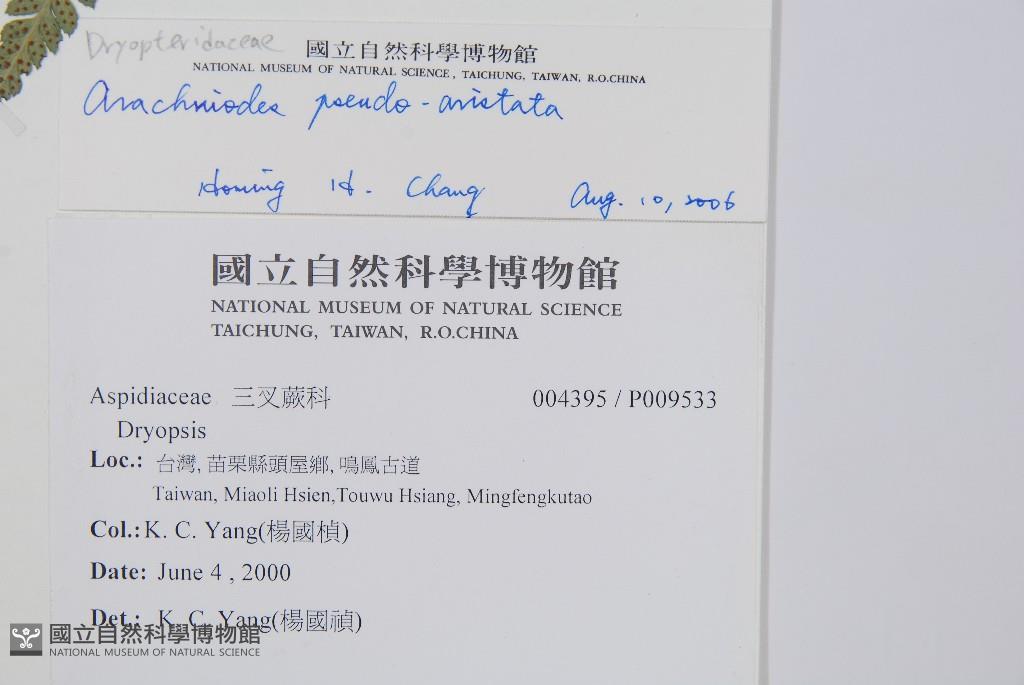 Dryopteridaceae
國立自然科學博物館
NATIONAL MUSEUM OF NATURAL SCIENCE, TAICHUNG, TAIWAN, R.O.CHINA
Arachniodes pseudo-aristata
Homing H. Chang Aug. 10, 2006
國立自然科學博物館
NATIONAL MUSEUM OF NATURAL SCIENCE
TAICHUNG, TAIWAN, R.O.CHINA
Aspidiaceae 三叉蕨科 004395 / P009533
Dryopsis
Loc.: 台灣, 苗栗縣頭屋鄉, 鳴鳳古道
Taiwan, Miaoli Hsien,Touwu Hsiang, Mingfengkutao
Col.: K. C. Yang(楊國楨)
Date: June 4 , 2000
Det.: K. C. Yang(楊國禎)
國立自然科學博物館
NATIONAL MUSEUM OF NATURAL SCIENCE